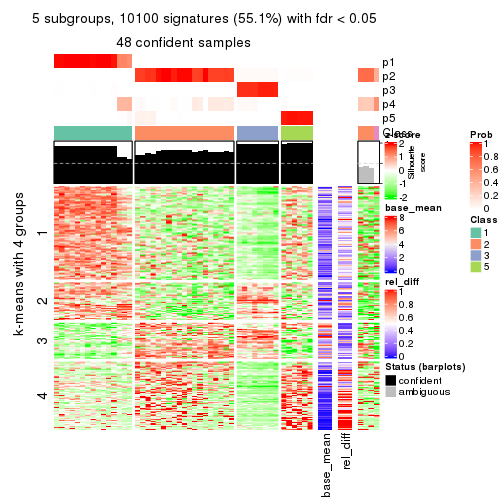 5 subgroups, 10100 signatures (55.1%) with fdr < 0.05
48 confident samples
p1
p2
p3
p4
p5
Class
z-score
2
1
0
-1
-2
Silhouette
score
Prob
1
0.8
0.6
0.4
0.2
0
base_mean
8
6
4
2
0
Class
1
2
3
5
rel_diff
1
0.8
0.6
0.4
0.2
0
Status (barplots)
confident
ambiguous
k-means with 4 groups
1
2
3
4
base_mean
rel_diff